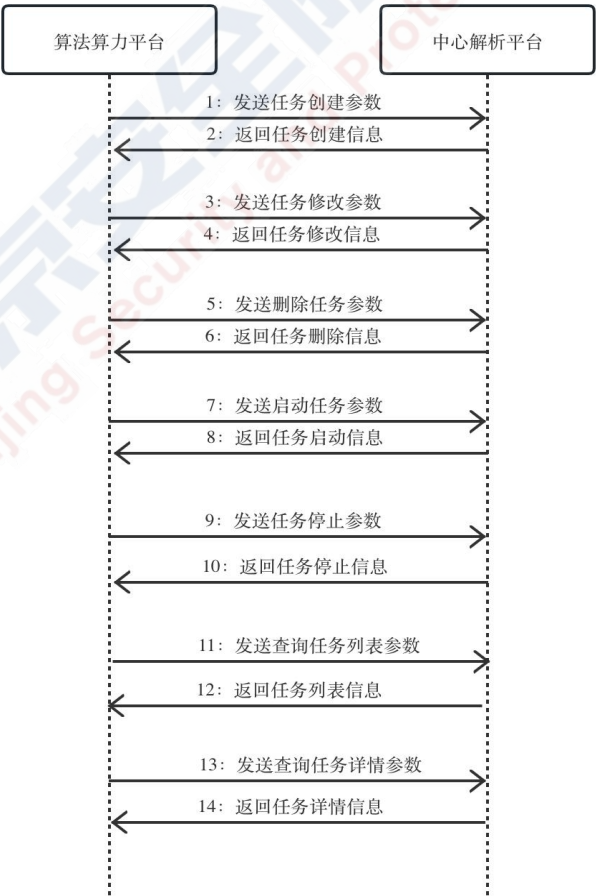 算法算力平台
中心解析平台
1：发送任务创建参数
2：返回任务创建信息
3：发送任务修改参数
4：返回任务修改信息
5：发送删除任务参数
6：返回任务删除信息
7：发送启动任务参数
8：返回任务启动信息
9：发送任务停止参数
10：返回任务停止信息
11：发送查询任务列表参数
12：返回任务列表信息
13：发送查询任务详情参数
14：返回任务详情信息
京安全
jing Security and Prote